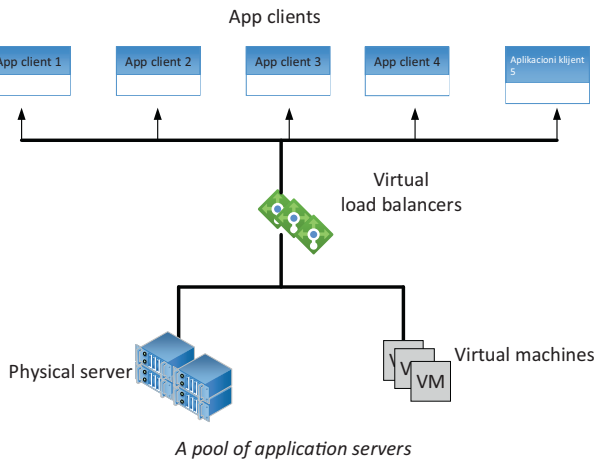 App clients
App client 1
App client 2
App client 3
App client 4
Aplikacioni klijent
5
Virtual
load balancers
Physical server
V
V
VM
Virtual machines
A pool of application servers